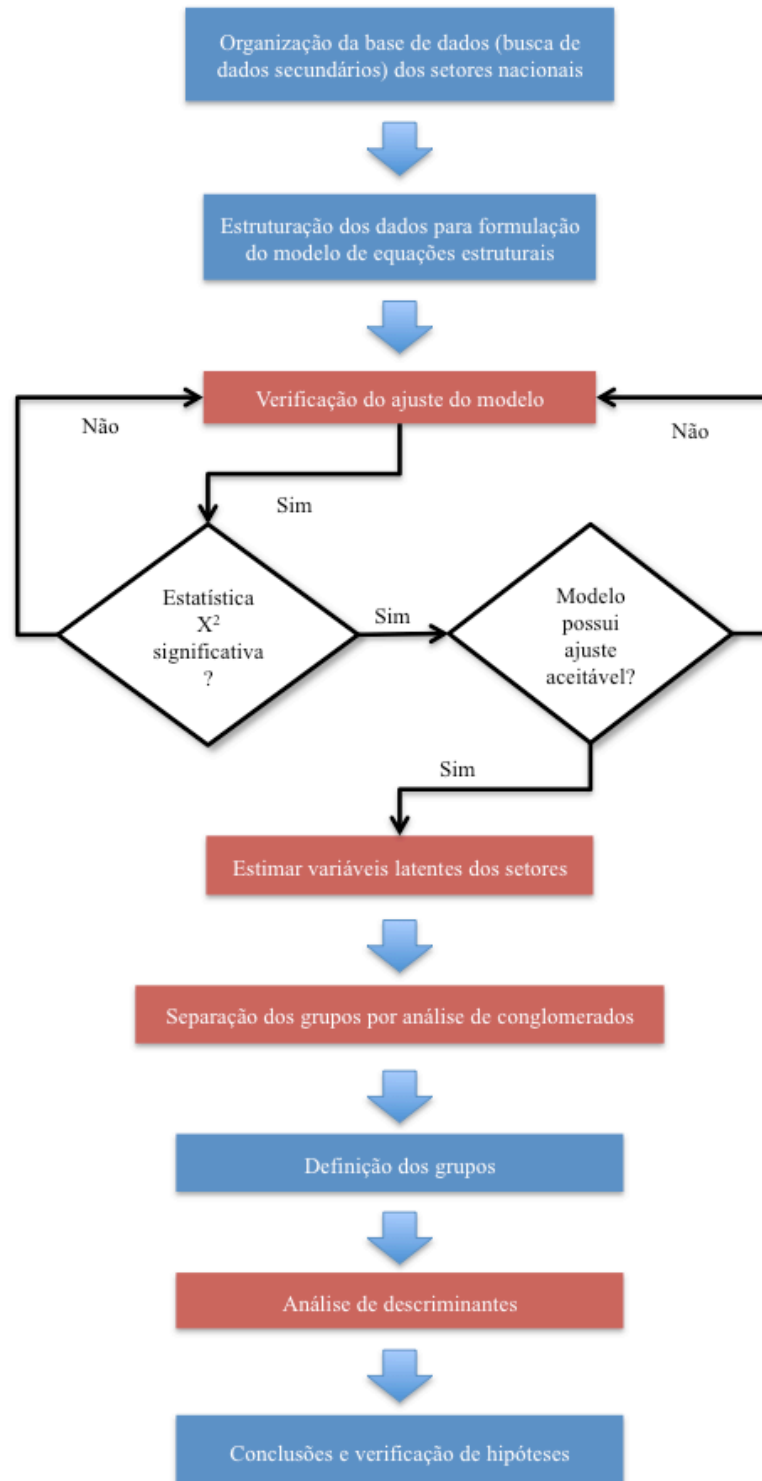 Organização da base de dados (busca de
dados secundários) dos setores nacionais
Estruturação dos dados para formulação
do modelo de equações estruturais
Verificação do ajuste do modelo
Não
Não
Sim
Estatística
X²
significativa
?
Sim
Modelo
possui
ajuste
aceitável?
Sim
Estimar variáveis latentes dos setores
Separação dos grupos por análise de conglomerados
Definição dos grupos
Análise de descriminantes
Conclusões e verificação de hipóteses